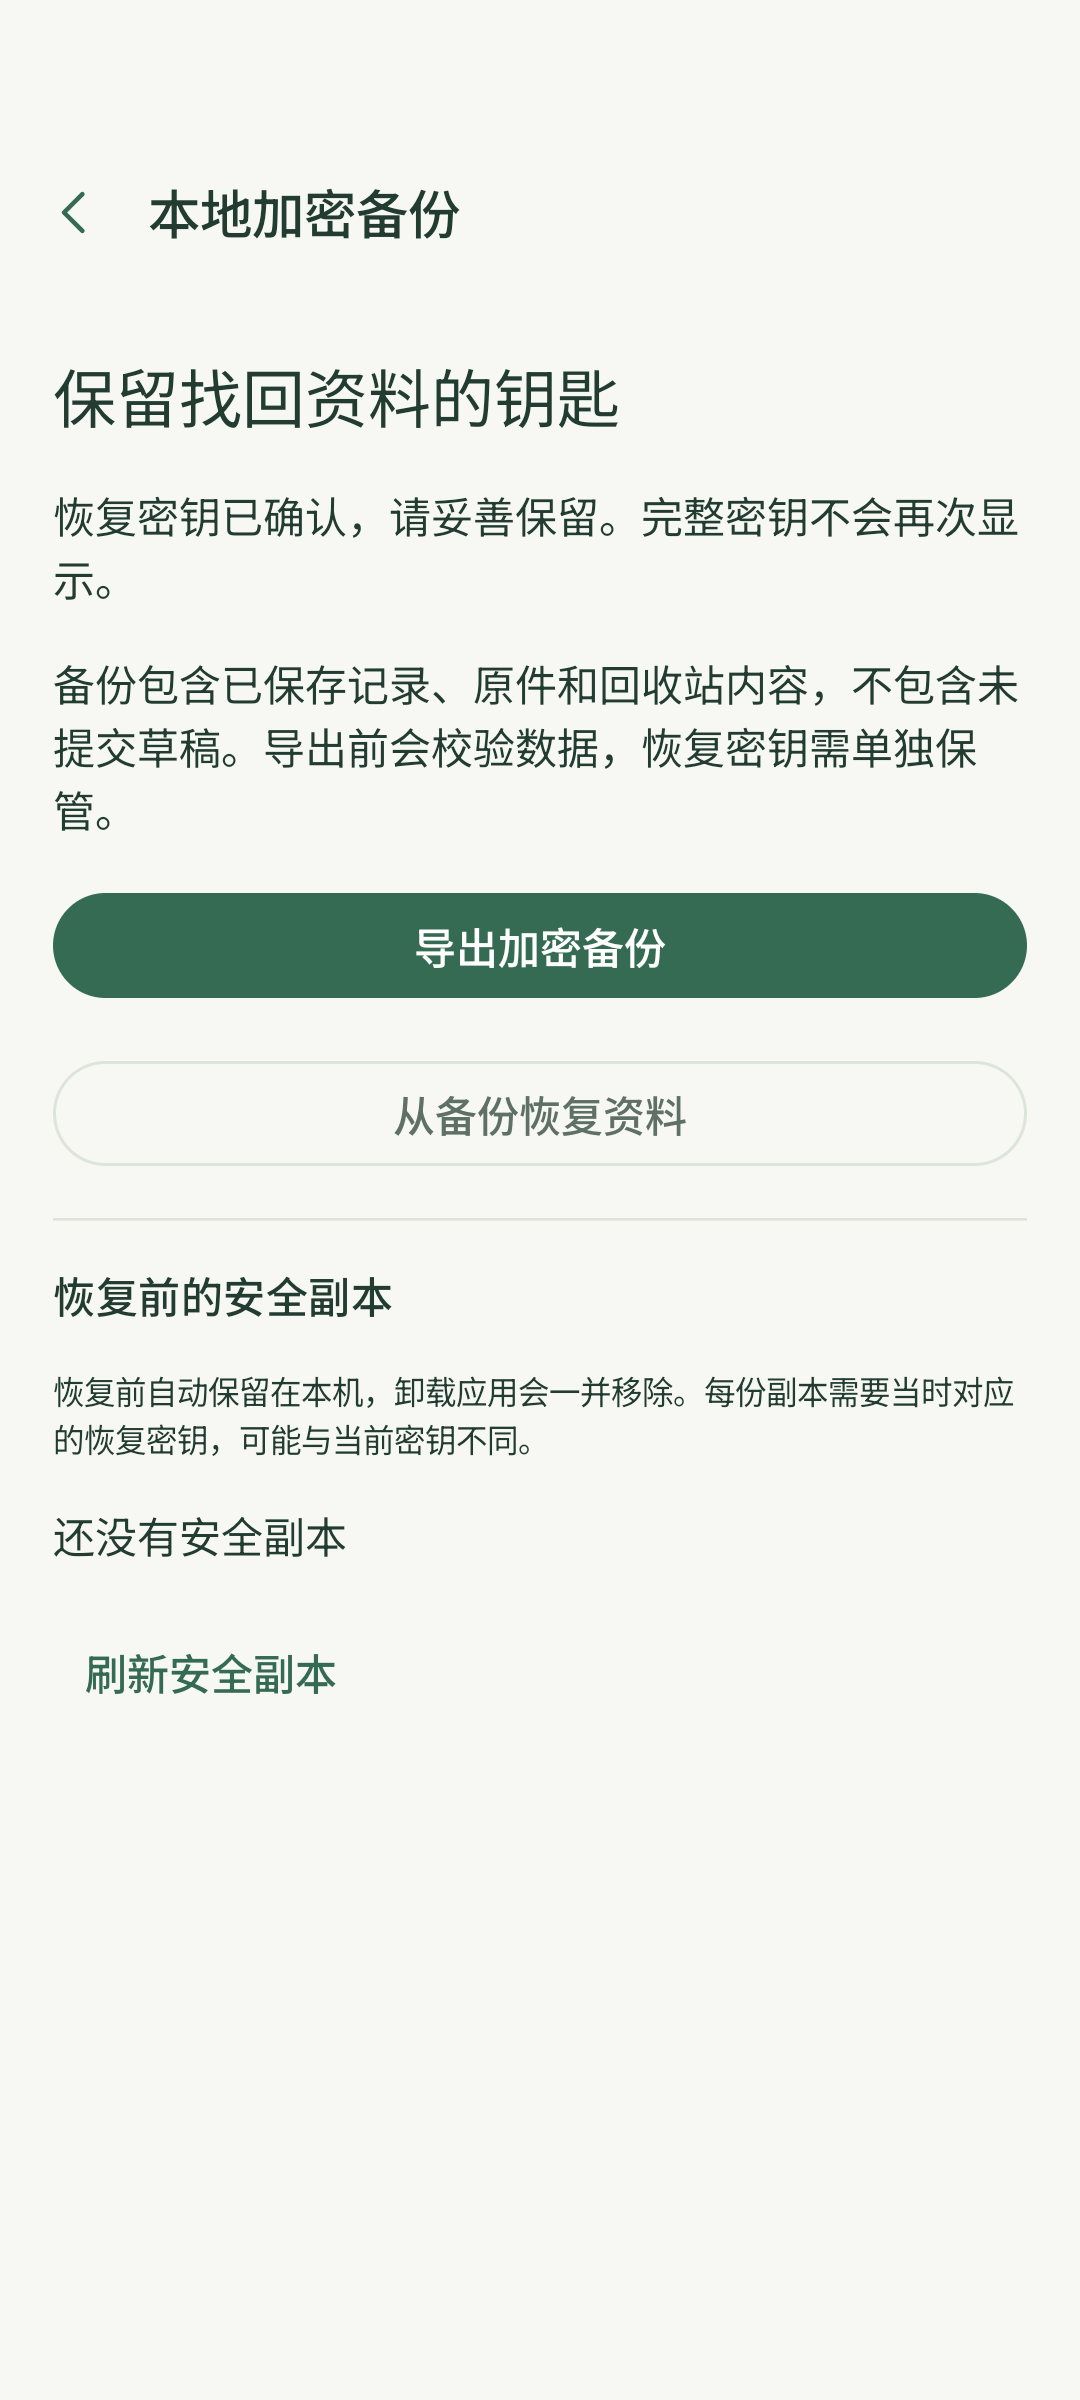 本地加密备份
保留找回资料的钥匙
恢复密钥已确认，请妥善保留。完整密钥不会再次显
示。
备份包含已保存记录、原件和回收站内容，不包含未
提交草稿。导出前会校验数据，恢复密钥需单独保
管。
导出加密备份
从备份恢复资料
恢复前的安全副本
恢复前自动保留在本机，卸载应用会一并移除。每份副本需要当时对应
的恢复密钥，可能与当前密钥不同。
还没有安全副本
刷新安全副本